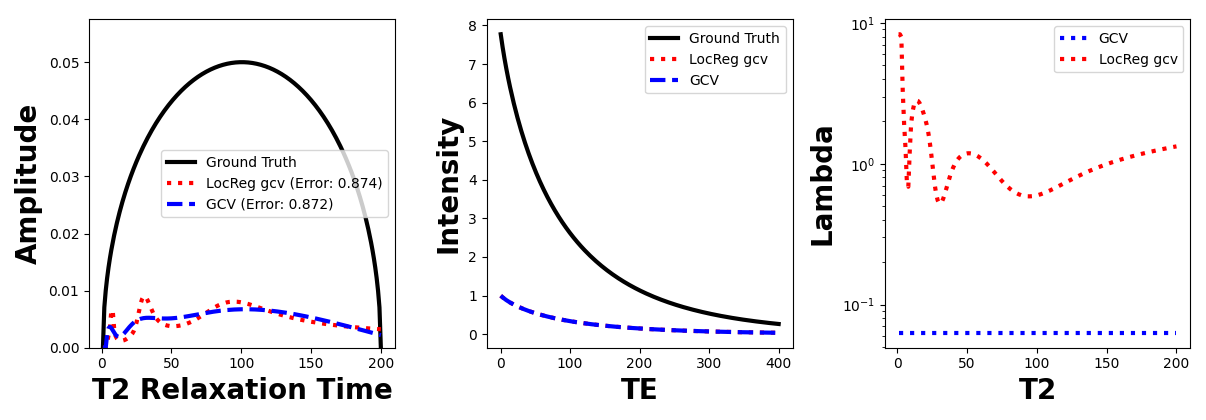 Amplitude
0.05
0.04
0.03
0.02
0.01
0.00
Ground Truth
LocReg gcv (Error: 0.874)
GCV (Error: 0.872)
0 50 100 150 200
T2 Relaxation Time
Intensity
8
7
6
5
4
3
2
1
0
Ground Truth
LocReg gcv
GCV
0 100 200 300 400
TE
Lambda
10¹
10⁰
10⁻¹
GCV
LocReg gcv
0 50 100 150 200
T2